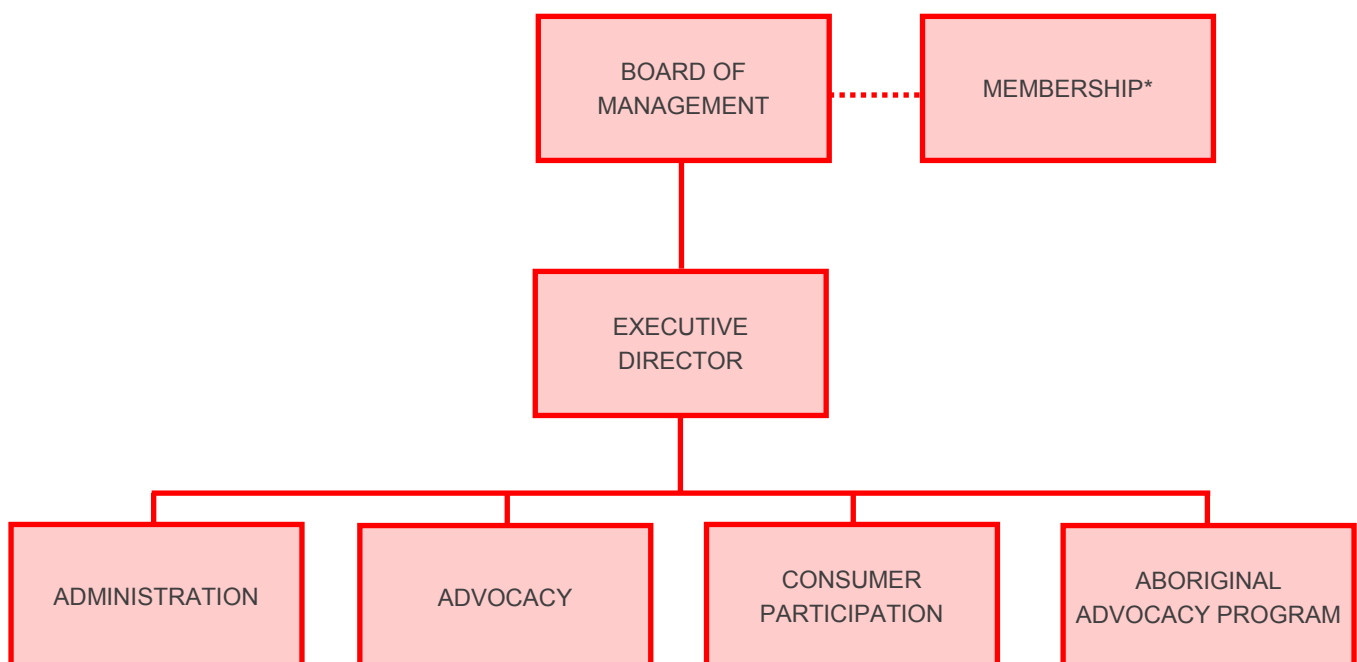 BOARD OF
MANAGEMENT
MEMBERSHIP*
EXECUTIVE
DIRECTOR
ADMINISTRATION
ADVOCACY
CONSUMER
PARTICIPATION
ABORIGINAL
ADVOCACY PROGRAM